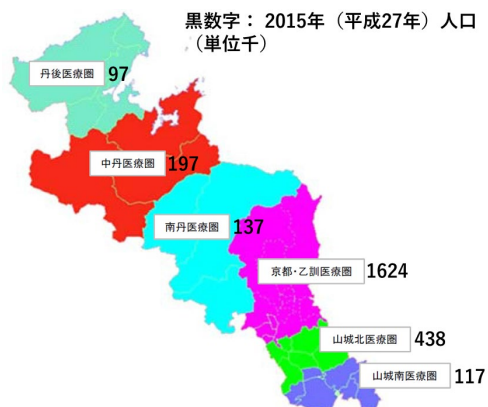 黒数字： 2015年（平成27年）人口
（単位千）
丹後医療圏 97
中丹医療圏 197
南丹医療圏 137
京都・乙訓医療圏 1624
山城北医療圏 438
山城南医療圏 117